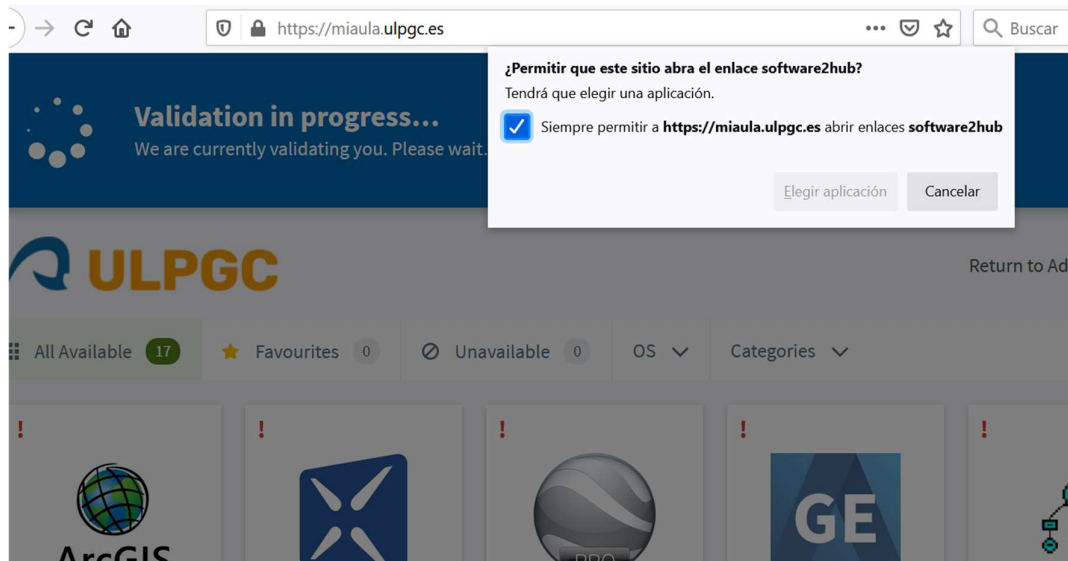 https://miaula.ulpgc.es
Buscar
¿Permitir que este sitio abra el enlace software2hub?
Tendrá que elegir una aplicación.
Siempre permitir a https://miaula.ulpgc.es abrir enlaces software2hub
Elegir aplicación
Cancelar
Validation in progress...
We are currently validating you. Please wait.
ULPGC
Return to Ad
All Available 17
Favourites 0
Unavailable 0
OS
Categories
!
!
!
!
!
ArcGIS
PRO
GE